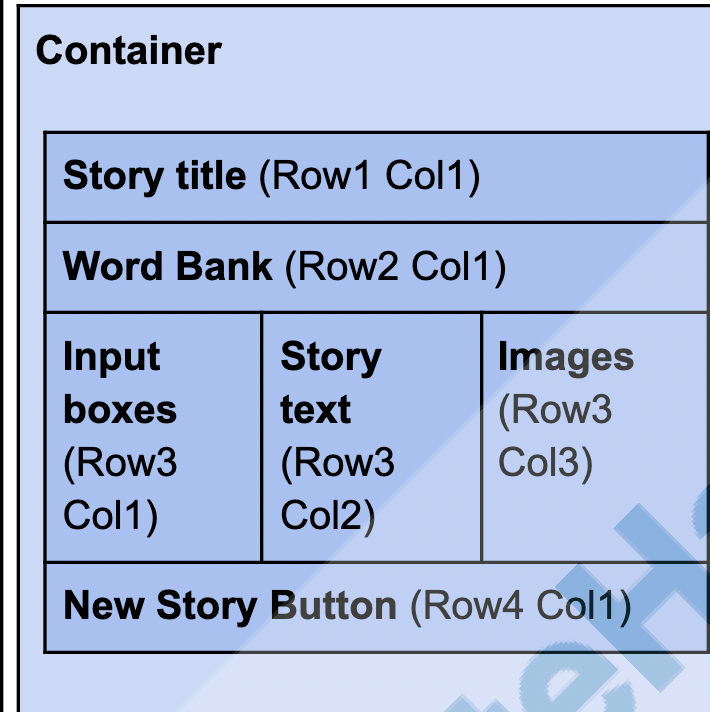 Container
Story title (Row1 Col1)
Word Bank (Row2 Col1)
Input
boxes
(Row3
Col1)
Story
text
(Row3
Col2)
Images
(Row3
Col3)
New Story Button (Row4 Col1)